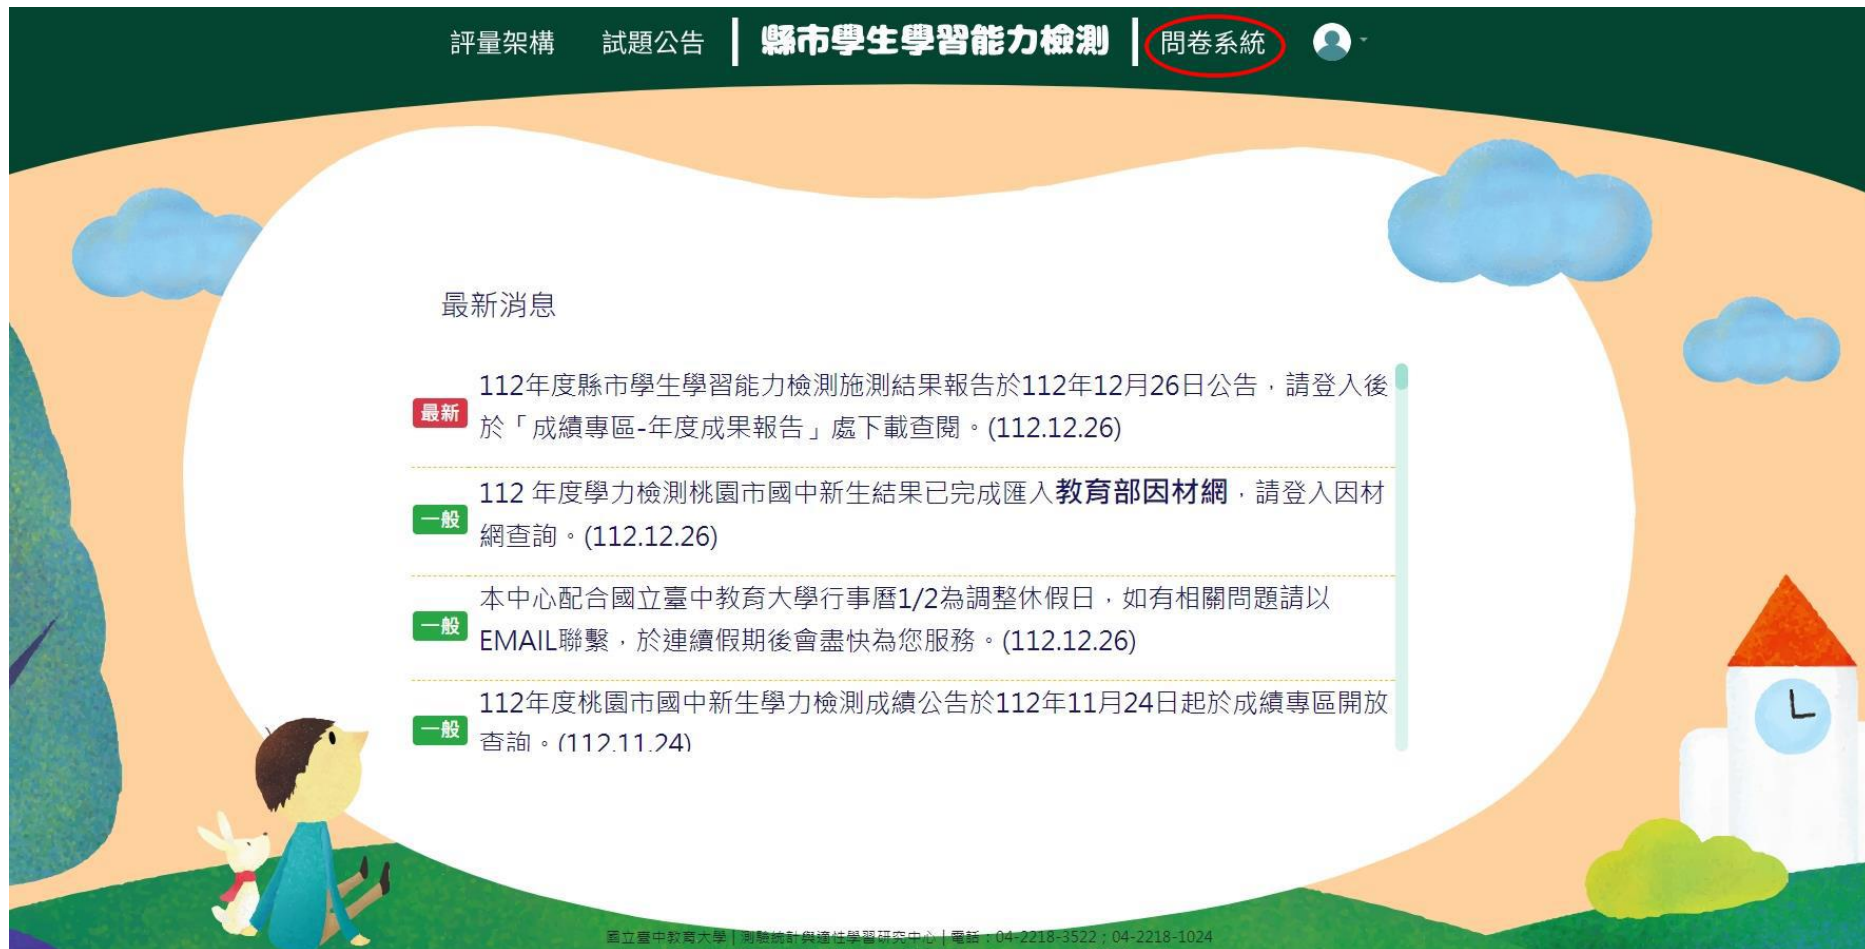 評量架構 試題公告 縣市學生學習能力檢測 問卷系統
最新消息
112年度縣市學生學習能力檢測施測結果報告於112年12月26日公告，請登入後
最新
於「成績專區-年度成果報告」處下載查閱。(112.12.26)
112 年度學力檢測桃園市國中新生結果已完成匯入教育部因材網，請登入因材
一般
網查詢。(112.12.26)
本中心配合國立臺中教育大學行事曆1/2為調整休假日，如有相關問題請以
一般
EMAIL聯繫，於連續假期後會盡快為您服務。(112.12.26)
112年度桃園市國中新生學力檢測成績公告於112年11月24日起於成績專區開放
一般
查詢。(112.11.24)
國立臺中教育大學 | 測驗統計與適性學習研究中心 | 電話：04-2218-3522；04-2218-1024